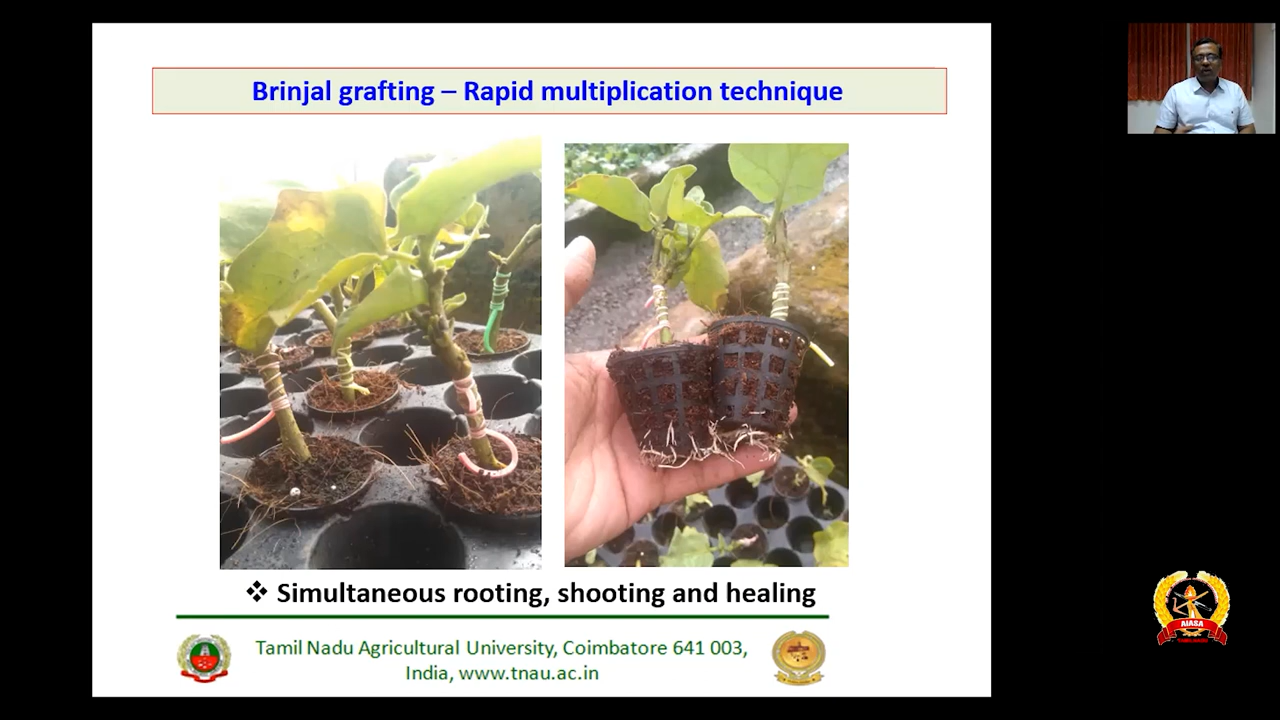 Brinjal grafting – Rapid multiplication technique
❖ Simultaneous rooting, shooting and healing
Tamil Nadu Agricultural University, Coimbatore 641 003,
India, www.tnau.ac.in
AIASA